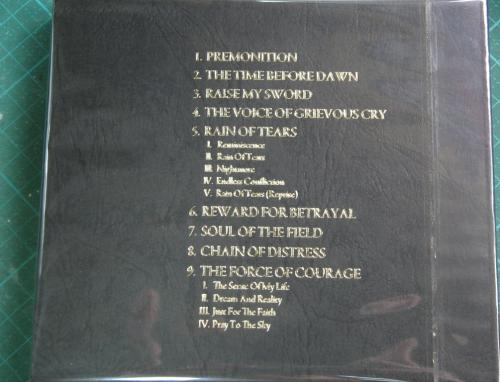 1. PREMONITION
2. THE TIME BEFORE DAWN
3. RAISE MY SWORD
4. THE VOICE OF GRIEVOUS CRY
5. RAIN OF TEARS
I. Reminiscence
II. Rain Of Tears
III. Nightmare
IV. Endless Confliction
V. Rain Of Tears (Reprise)
6. REWARD FOR BETRAYAL
7. SOUL OF THE FIELD
8. CHAIN OF DISTRESS
9. THE FORCE OF COURAGE
I. The Sense Of My Life
II. Dream And Reality
III. Just For The Faith
IV. Pray To The Sky